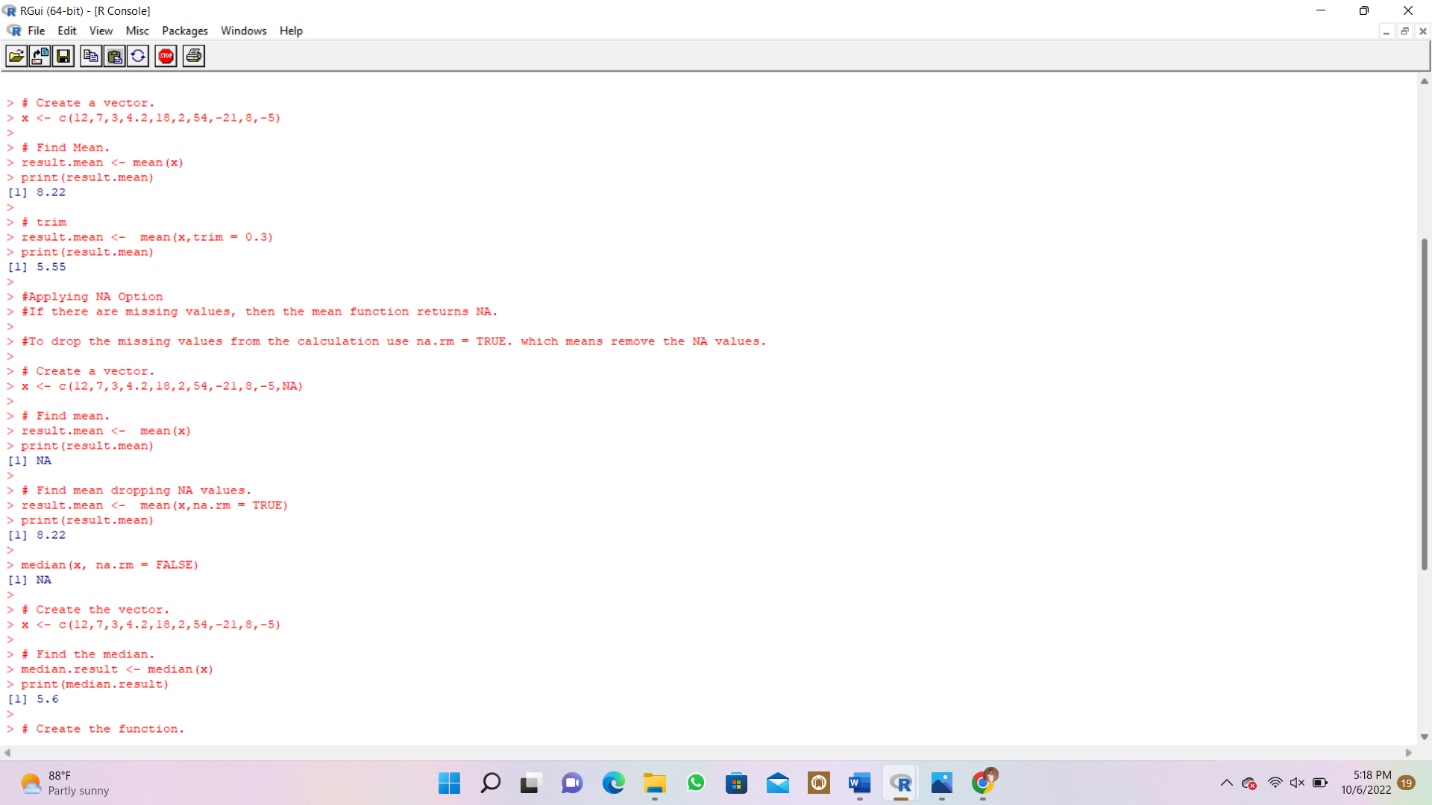 RGui (64-bit) - [R Console]
File Edit View Misc Packages Windows Help
STOP
> # Create a vector.
> x <- c(12,7,3,4.2,18,2,54,-21,8,-5)
>
> # Find Mean.
> result.mean <- mean(x)
> print(result.mean)
[1] 8.22
>
> # trim
> result.mean <-  mean(x,trim = 0.3)
> print(result.mean)
[1] 5.55
>
> #Applying NA Option
> #If there are missing values, then the mean function returns NA.
>
> #To drop the missing values from the calculation use na.rm = TRUE. which means remove the NA values.
>
> # Create a vector.
> x <- c(12,7,3,4.2,18,2,54,-21,8,-5,NA)
>
> # Find mean.
> result.mean <-  mean(x)
> print(result.mean)
[1] NA
>
> # Find mean dropping NA values.
> result.mean <-  mean(x,na.rm = TRUE)
> print(result.mean)
[1] 8.22
>
> median(x, na.rm = FALSE)
[1] NA
>
> # Create the vector.
> x <- c(12,7,3,4.2,18,2,54,-21,8,-5)
>
> # Find the median.
> median.result <- median(x)
> print(median.result)
[1] 5.6
>
> # Create the function.
88°F
Partly sunny
5:18 PM
10/6/2022
19